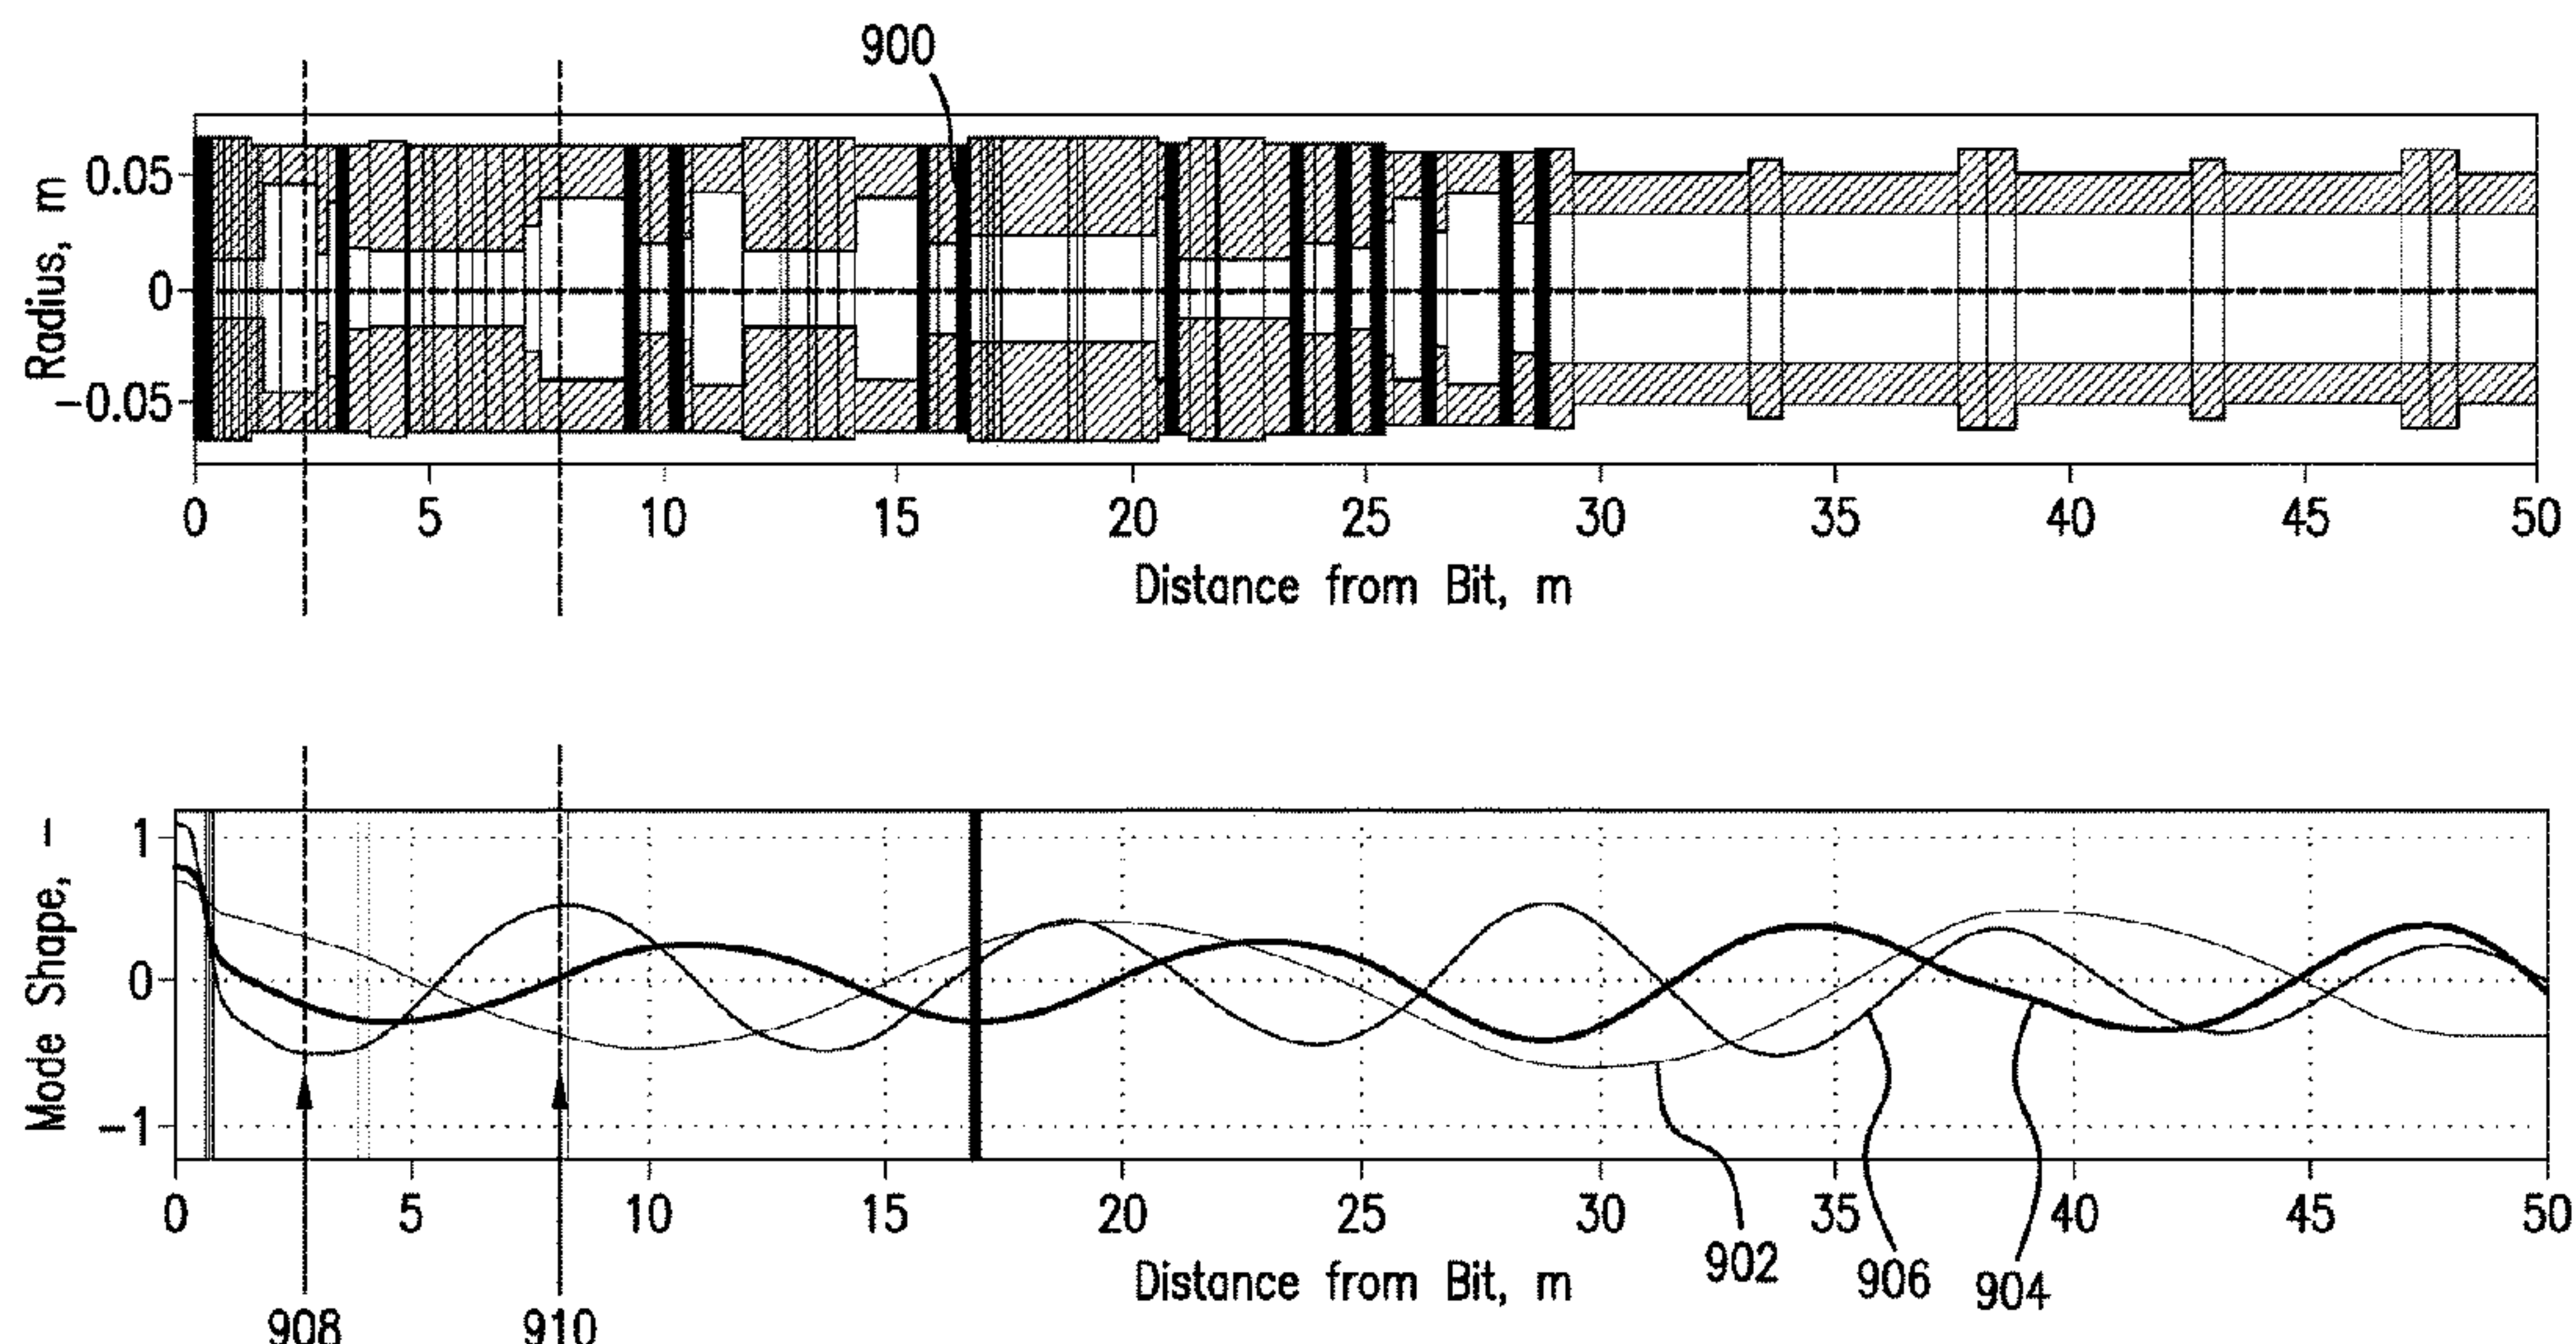 900
Radius, m
0.05
0
-0.05
0 5 10 15 20 25 30 35 40 45 50
Distance from Bit, m
Mode Shape, -
1
0
-1
0 5 10 15 20 25 30 35 40 45 50
Distance from Bit, m
902
906
904
908
910